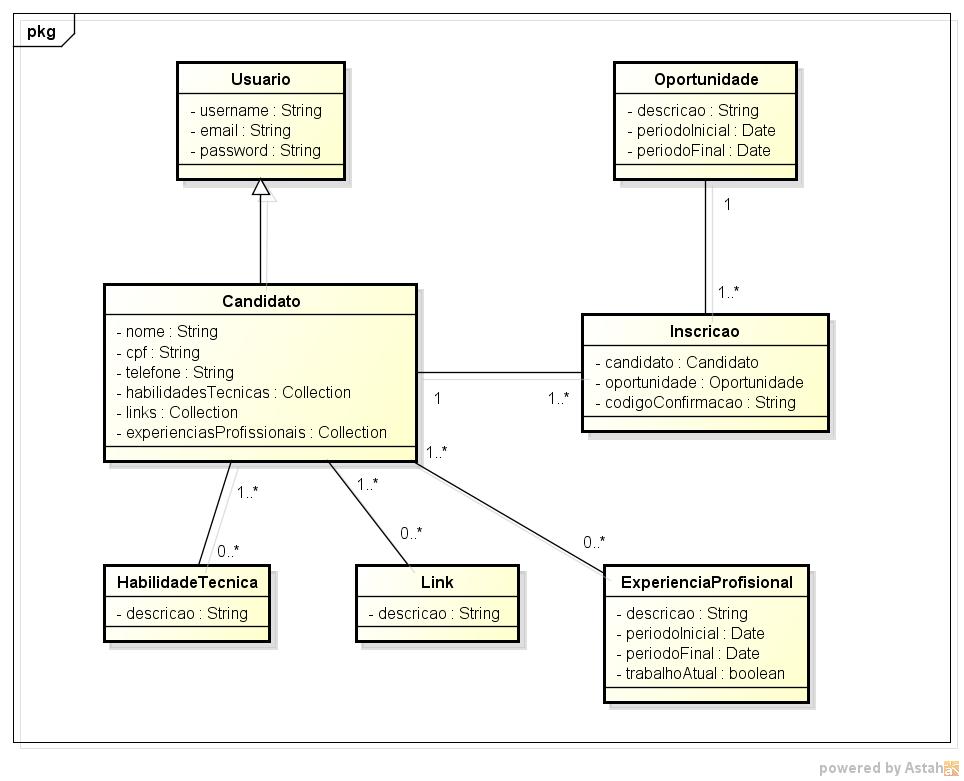 pkg
Usuario
- username : String
- email : String
- password : String
Oportunidade
- descricao : String
- periodoInicial : Date
- periodoFinal : Date
1
1..*
Candidato
- nome : String
- cpf : String
- telefone : String
- habilidadesTecnicas : Collection
- links : Collection
- experienciasProfissionais : Collection
Inscricao
- candidato : Candidato
- oportunidade : Oportunidade
- codigoConfirmacao : String
1
1..*
1..*
1..*
1..*
0..*
0..*
0..*
HabilidadeTecnica
- descricao : String
Link
- descricao : String
ExperienciaProfisional
- descricao : String
- periodoInicial : Date
- periodoFinal : Date
- trabalhoAtual : boolean
powered by Astah